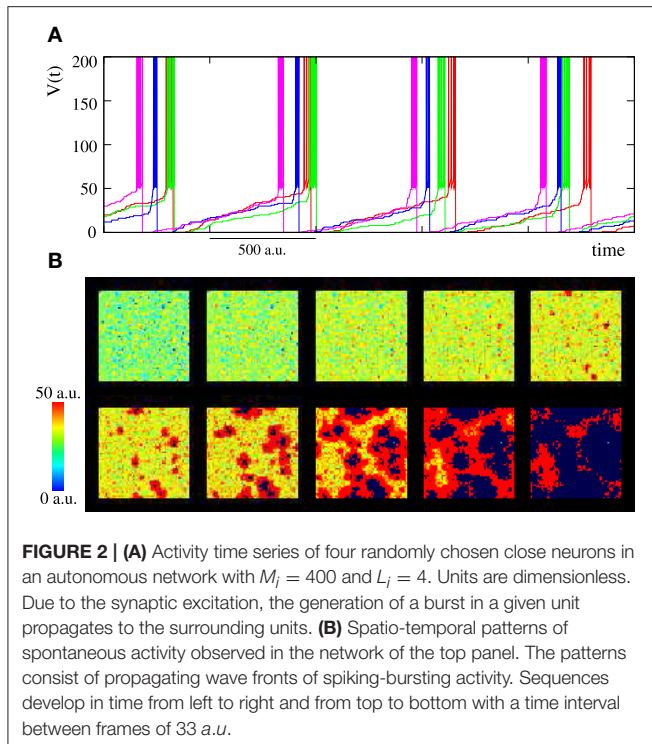 A
V(t)
200
150
100
50
0
500 a.u.
time
B
50 a.u.
0 a.u.
FIGURE 2 | (A) Activity time series of four randomly chosen close neurons in
an autonomous network with Mi = 400 and Li = 4. Units are dimensionless.
Due to the synaptic excitation, the generation of a burst in a given unit
propagates to the surrounding units. (B) Spatio-temporal patterns of
spontaneous activity observed in the network of the top panel. The patterns
consist of propagating wave fronts of spiking-bursting activity. Sequences
develop in time from left to right and from top to bottom with a time interval
between frames of 33 a.u.